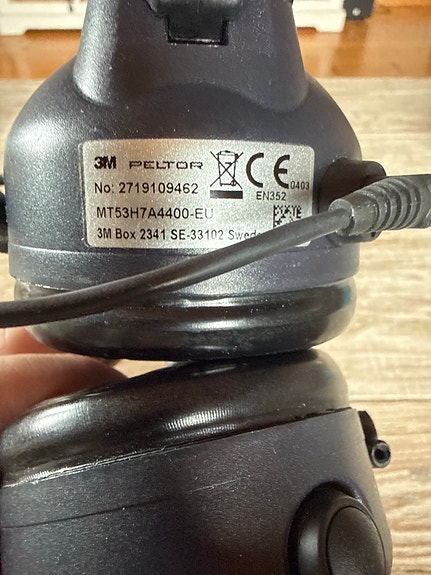 3M PELTOR CE 0403
No: 2719109462 EN352
MT53H7A4400-EU
3M Box 2341 SE-33102